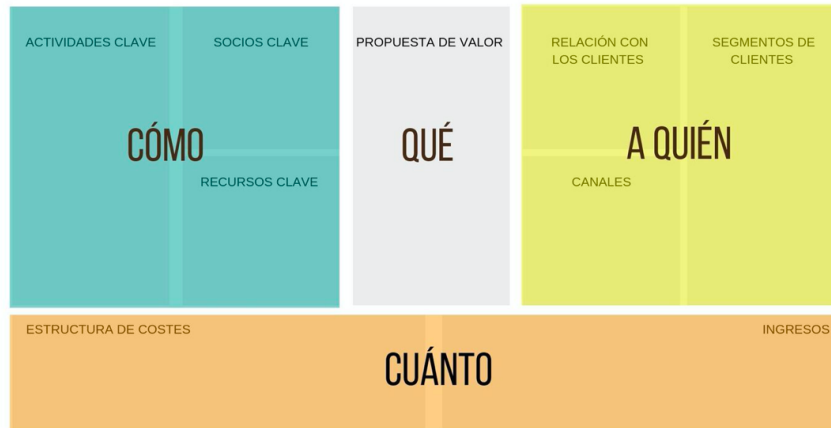 ACTIVIDADES CLAVE
SOCIOS CLAVE
RECURSOS CLAVE
CÓMO
PROPUESTA DE VALOR
QUÉ
RELACIÓN CON
LOS CLIENTES
SEGMENTOS DE
CLIENTES
A QUIÉN
CANALES
ESTRUCTURA DE COSTES
INGRESOS
CUÁNTO